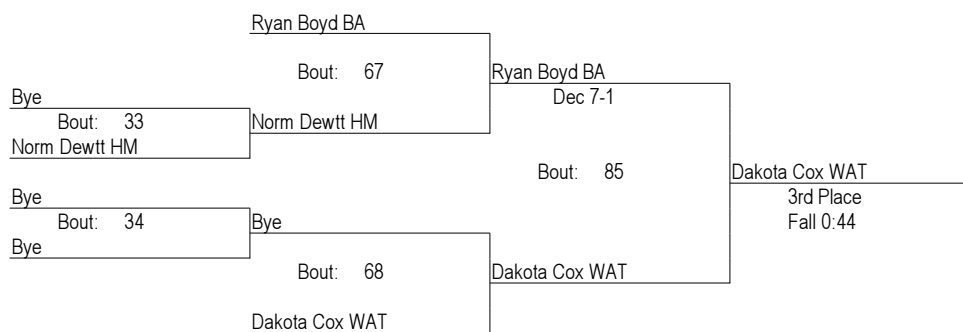 Ryan Boyd BA
Bout: 67
Ryan Boyd BA
Bye
Dec 7-1
Bout: 33
Norm Dewtt HM
Norm Dewtt HM
Bout: 85
Dakota Cox WAT
Bye
3rd Place
Bout: 34
Bye
Fall 0:44
Bye
Bout: 68
Dakota Cox WAT
Dakota Cox WAT